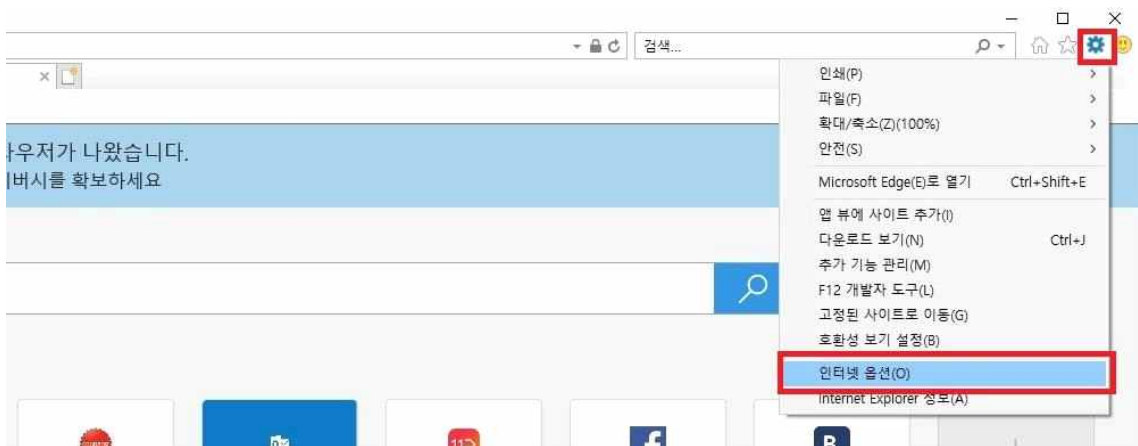 검색...
인쇄(P)
파일(F)
확대/축소(Z)(100%)
안전(S)
우저가 나왔습니다.
버시를 확보하세요
Microsoft Edge(E)로 열기 Ctrl+Shift+E
앱 뷰에 사이트 추가(I)
다운로드 보기(N) Ctrl+J
추가 기능 관리(M)
F12 개발자 도구(L)
고정된 사이트로 이동(G)
호환성 보기 설정(B)
인터넷 옵션(O)
Internet Explorer 정보(A)
11
f
B